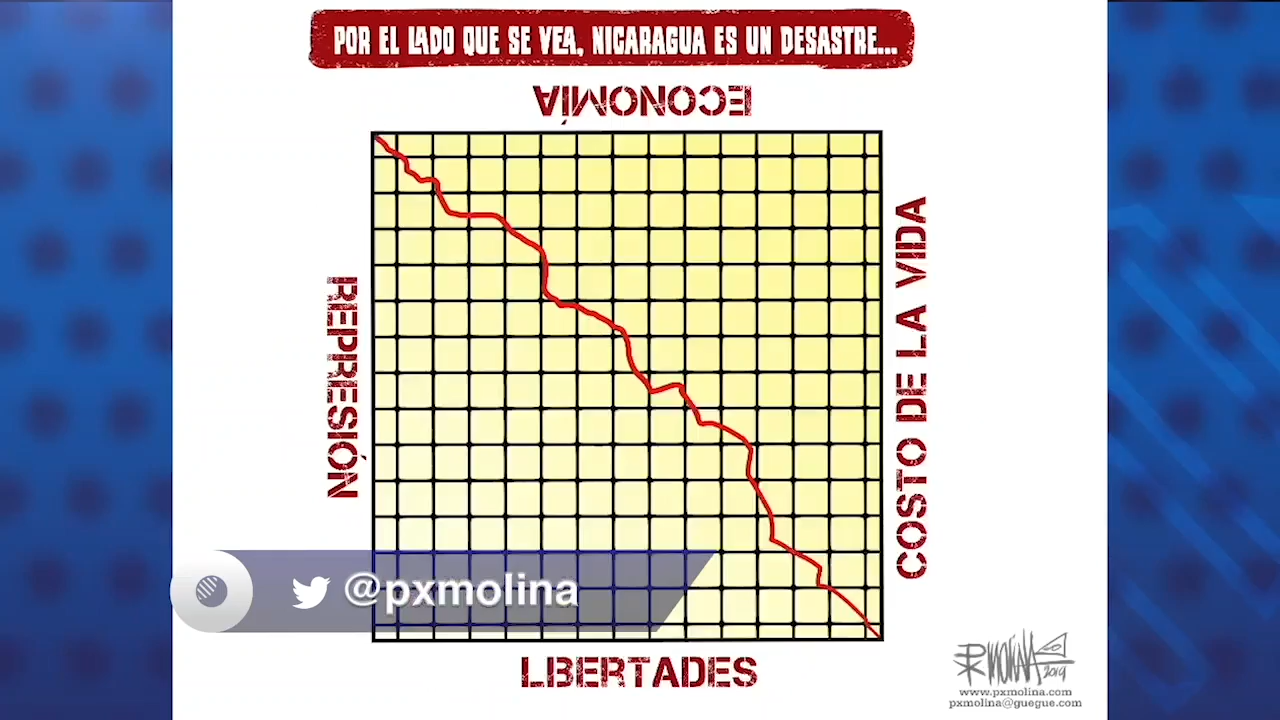 POR EL LADO QUE SE VEA, NICARAGUA ES UN DESASTRE...
ECONOMÍA
REPRESIÓN
COSTO DE LA VIDA
@pxmolina
LBERTADES
PXMOLINA
2019
www.pxmolina.com
pxmolina@guegue.com